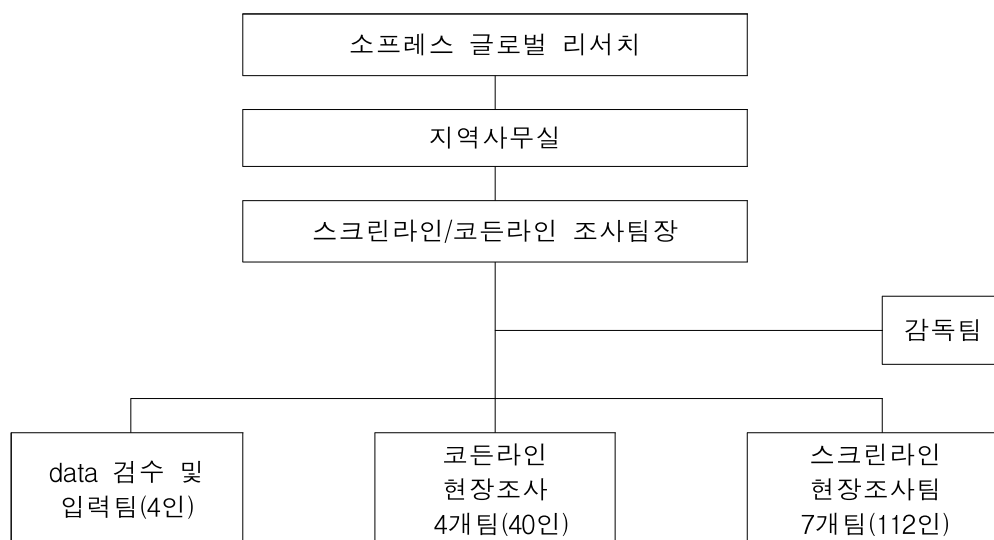 소프레스 글로벌 리서치
지역사무실
스크린라인/코든라인 조사팀장
감독팀
data 검수 및
입력팀(4인)
코든라인
현장조사
4개팀(40인)
스크린라인
현장조사팀
7개팀(112인)